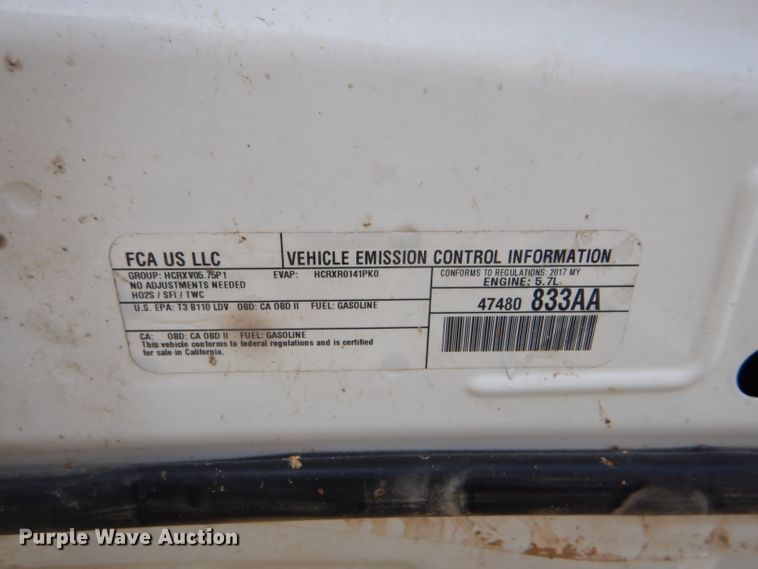 FCA US LLC
VEHICLE EMISSION CONTROL INFORMATION
GROUP: HCRXV05.75P1 EVAP: HCRXR0141PK0
NO ADJUSTMENTS NEEDED
HO2S / SFI / TWC
CONFORMS TO REGULATIONS: 2017 MY
ENGINE: 5.7L
U.S. EPA: T3 B110 LDV OBD: CA OBD II FUEL: GASOLINE
47480 833AA
CA: OBD: CA OBD II FUEL: GASOLINE
This vehicle conforms to federal regulations and is certified
for sale in California.
Purple Wave Auction